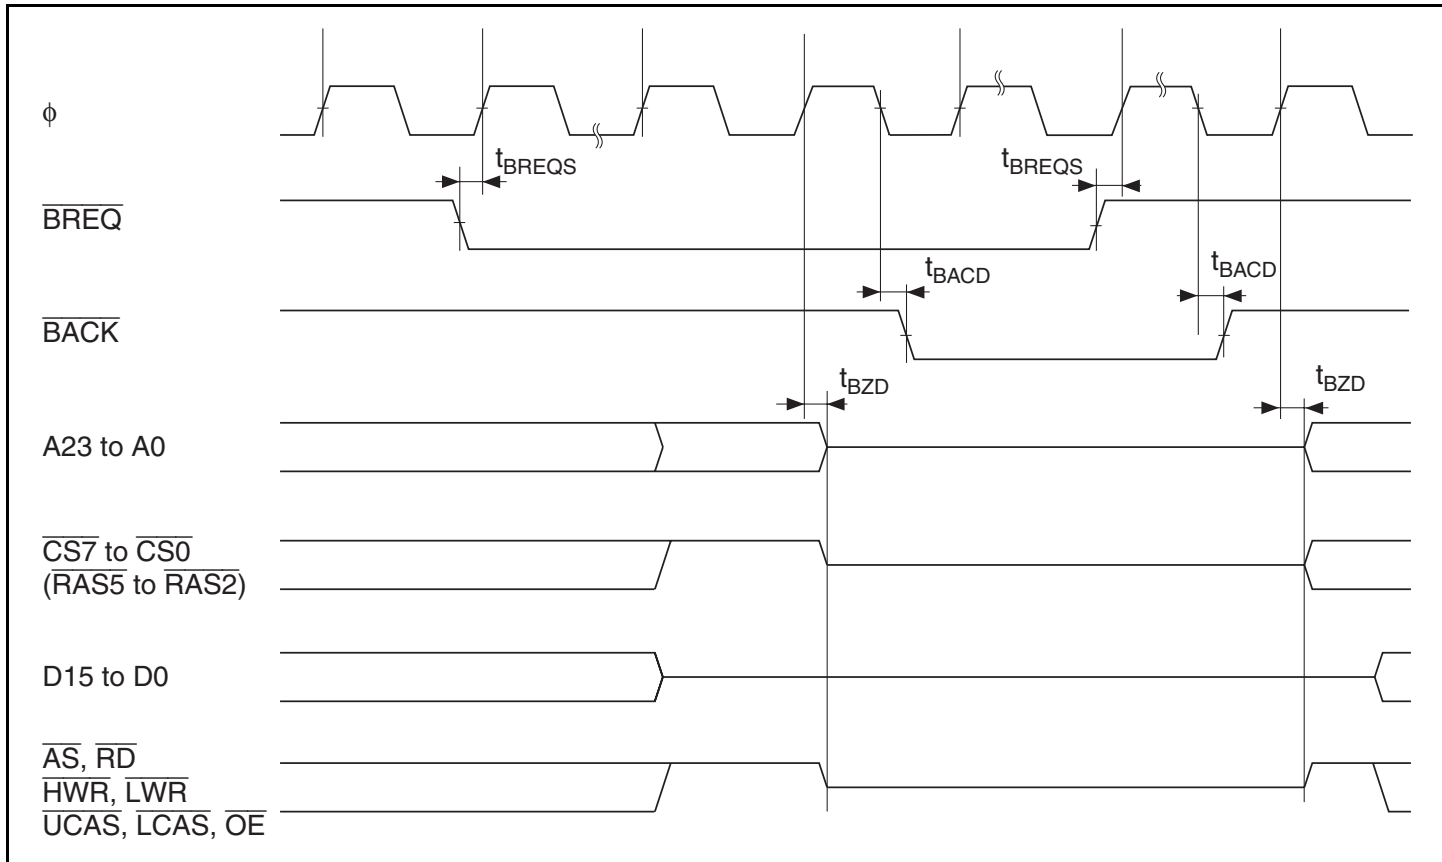 ϕ
tBREQS
tBREQS
BREQ
tBACD
tBACD
BACK
tBZD
tBZD
A23 to A0
CS7 to CS0
(RAS5 to RAS2)
D15 to D0
AS, RD
HWR, LWR
UCAS, LCAS, OE